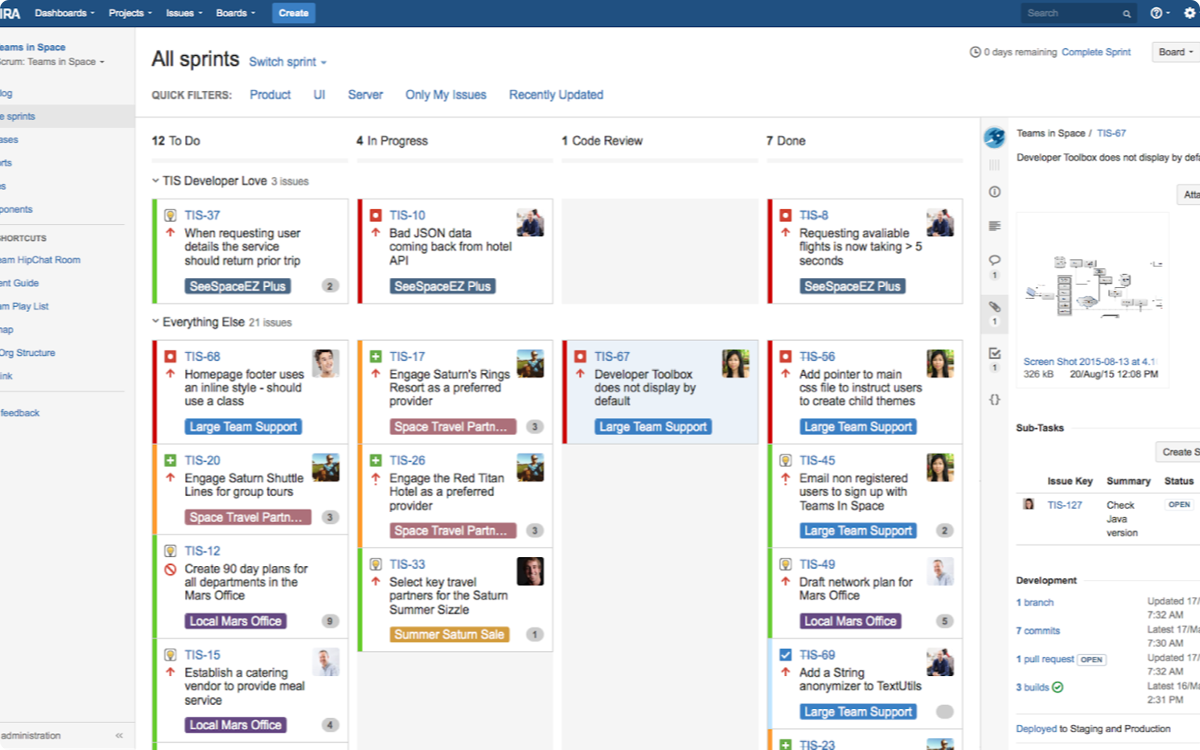 IRA Dashboards Projects Issues Boards Create Search
eams in Space
crum: Teams in Space
log
e sprints
ases
rts
es
ponents
HORTCUTS
am HipChat Room
ent Guide
m Play List
map
Org Structure
ink
feedback
administration «
All sprints Switch sprint
0 days remaining Complete Sprint Board
QUICK FILTERS: Product UI Server Only My Issues Recently Updated
12 To Do 4 In Progress 1 Code Review 7 Done
TIS Developer Love 3 issues
TIS-37
When requesting user
details the service
should return prior trip
SeeSpaceEZ Plus 2
TIS-10
Bad JSON data
coming back from hotel
API
SeeSpaceEZ Plus
TIS-8
Requesting avaliable
flights is now taking > 5
seconds
SeeSpaceEZ Plus
Everything Else 21 issues
TIS-68
Homepage footer uses
an inline style - should
use a class
Large Team Support
TIS-20
Engage Saturn Shuttle
Lines for group tours
Space Travel Partn... 3
TIS-12
Create 90 day plans for
all departments in the
Mars Office
Local Mars Office 9
TIS-15
Establish a catering
vendor to provide meal
service
Local Mars Office 4
TIS-17
Engage Saturn's Rings
Resort as a preferred
provider
Space Travel Partn... 3
TIS-26
Engage the Red Titan
Hotel as a preferred
provider
Space Travel Partn... 3
TIS-33
Select key travel
partners for the Saturn
Summer Sizzle
Summer Saturn Sale 1
TIS-67
Developer Toolbox
does not display by
default
Large Team Support
TIS-56
Add pointer to main
css file to instruct users
to create child themes
Large Team Support
TIS-45
Email non registered
users to sign up with
Teams In Space
Large Team Support 2
TIS-49
Draft network plan for
Mars Office
Local Mars Office 5
TIS-69
Add a String
anonymizer to TextUtils
Large Team Support
TIS-23
Teams in Space / TIS-67
Developer Toolbox does not display by defa
Atta
1
1
1
{}
Screen Shot 2015-08-13 at 4.1
326 kB 20/Aug/15 12:08 PM
Sub-Tasks
Create S
Issue Key Summary Status
TIS-127 Check OPEN
Java
version
Development
1 branch Updated 17/
7:32 AM
7 commits Latest 17/Ma
7:30 AM
1 pull request OPEN Updated 17/
7:32 AM
3 builds Latest 16/Ma
2:31 PM
Deployed to Staging and Production